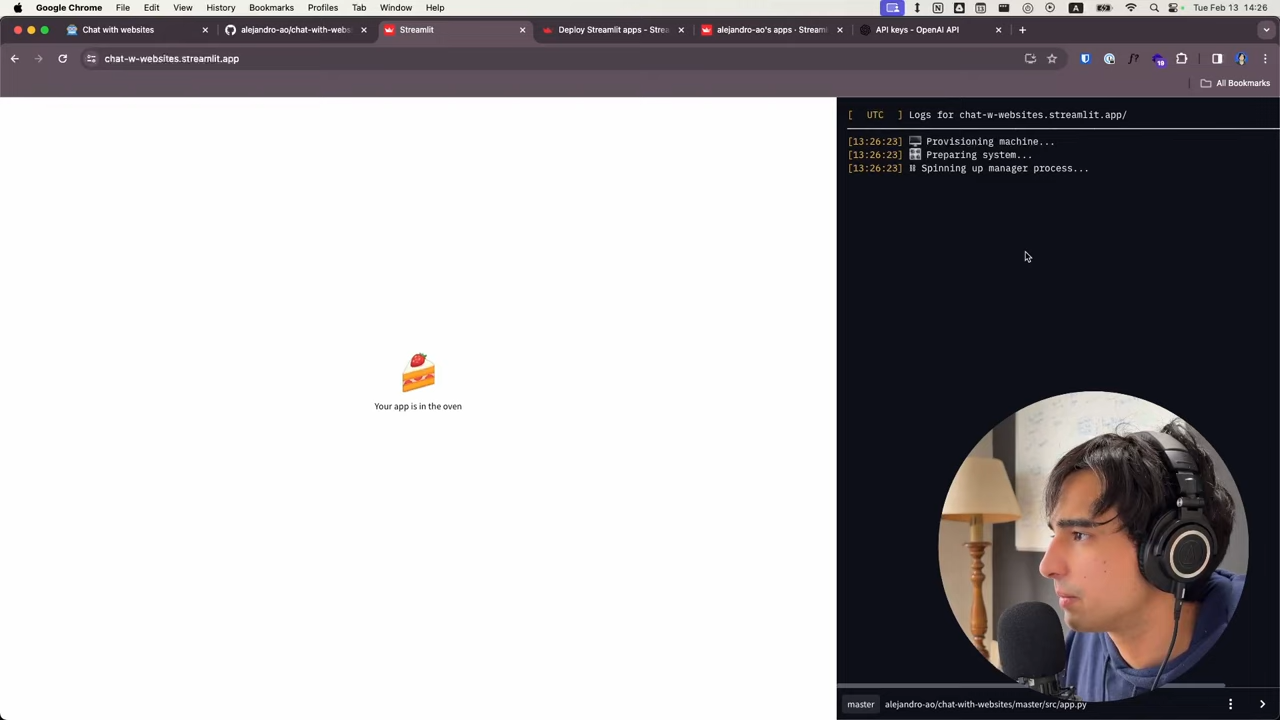 Google Chrome File Edit View History Bookmarks Profiles Tab Window Help Tue Feb 13 14:26
Chat with websites alejandro-ao/chat-with-webs Streamlit Deploy Streamlit apps - Strea alejandro-ao's apps · Streaml API keys - OpenAI API
chat-w-websites.streamlit.app
All Bookmarks
[ UTC ] Logs for chat-w-websites.streamlit.app/
[13:26:23] Provisioning machine...
[13:26:23] Preparing system...
[13:26:23] Spinning up manager process...
Your app is in the oven
master alejandro-ao/chat-with-websites/master/src/app.py